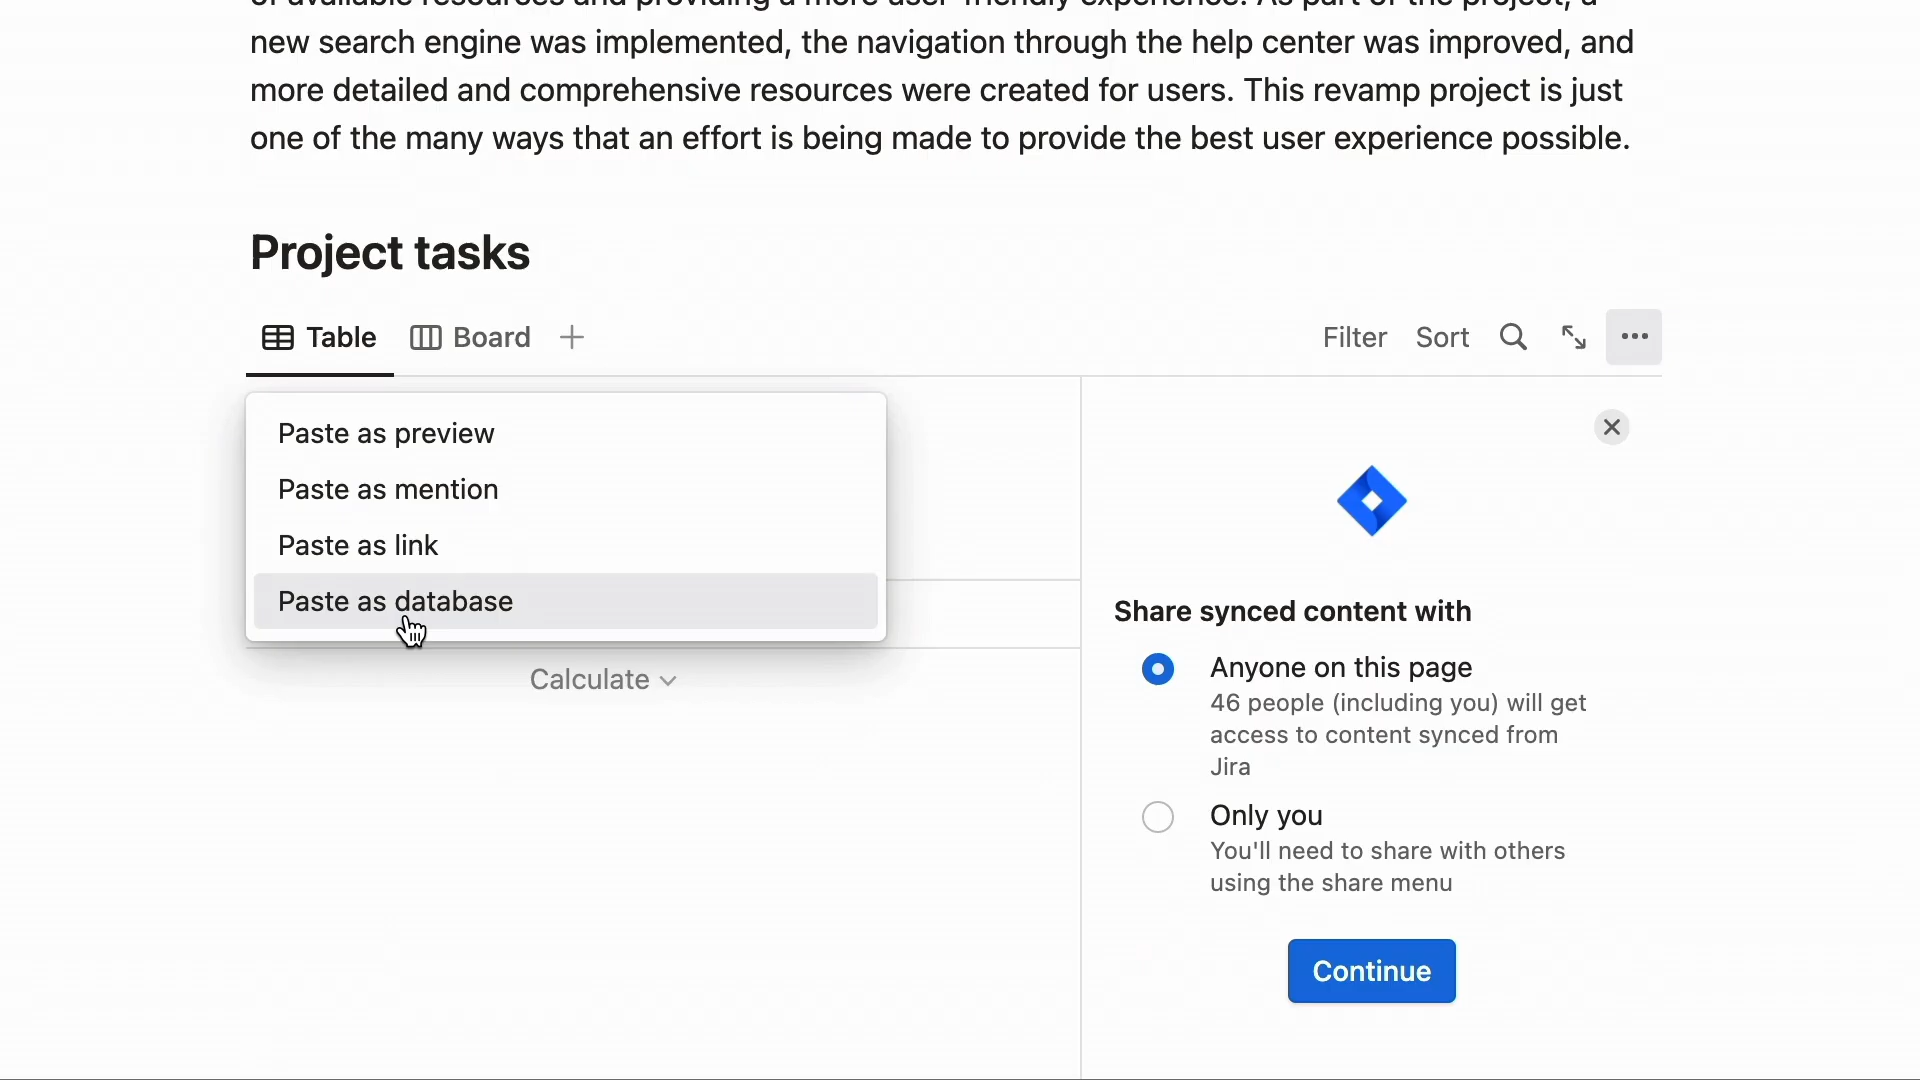 new search engine was implemented, the navigation through the help center was improved, and
more detailed and comprehensive resources were created for users. This revamp project is just
one of the many ways that an effort is being made to provide the best user experience possible.
Project tasks
Table Board Filter Sort
Paste as preview
Paste as mention
Paste as link
Paste as database
Calculate
Share synced content with
Anyone on this page
46 people (including you) will get
access to content synced from
Jira
Only you
You'll need to share with others
using the share menu
Continue